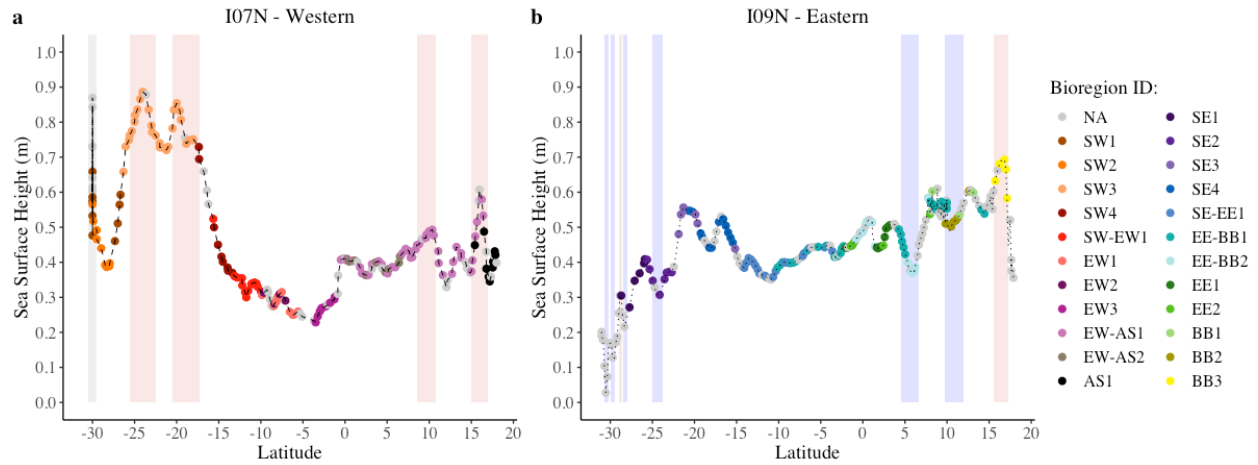 a I07N - Western
1.0
0.9
0.8
0.7
0.6
0.5
0.4
0.3
0.2
0.1
0.0
Sea Surface Height (m)
-30 -25 -20 -15 -10 -5 0 5 10 15 20
Latitude
b I09N - Eastern
1.0
0.9
0.8
0.7
0.6
0.5
0.4
0.3
0.2
0.1
0.0
Sea Surface Height (m)
-30 -25 -20 -15 -10 -5 0 5 10 15 20
Latitude
Bioregion ID:
NA SE1
SW1 SE2
SW2 SE3
SW3 SE4
SW4 SE-EE1
SW-EW1 EE-BB1
EW1 EE-BB2
EW2 EE1
EW3 EE2
EW-AS1 BB1
EW-AS2 BB2
AS1 BB3